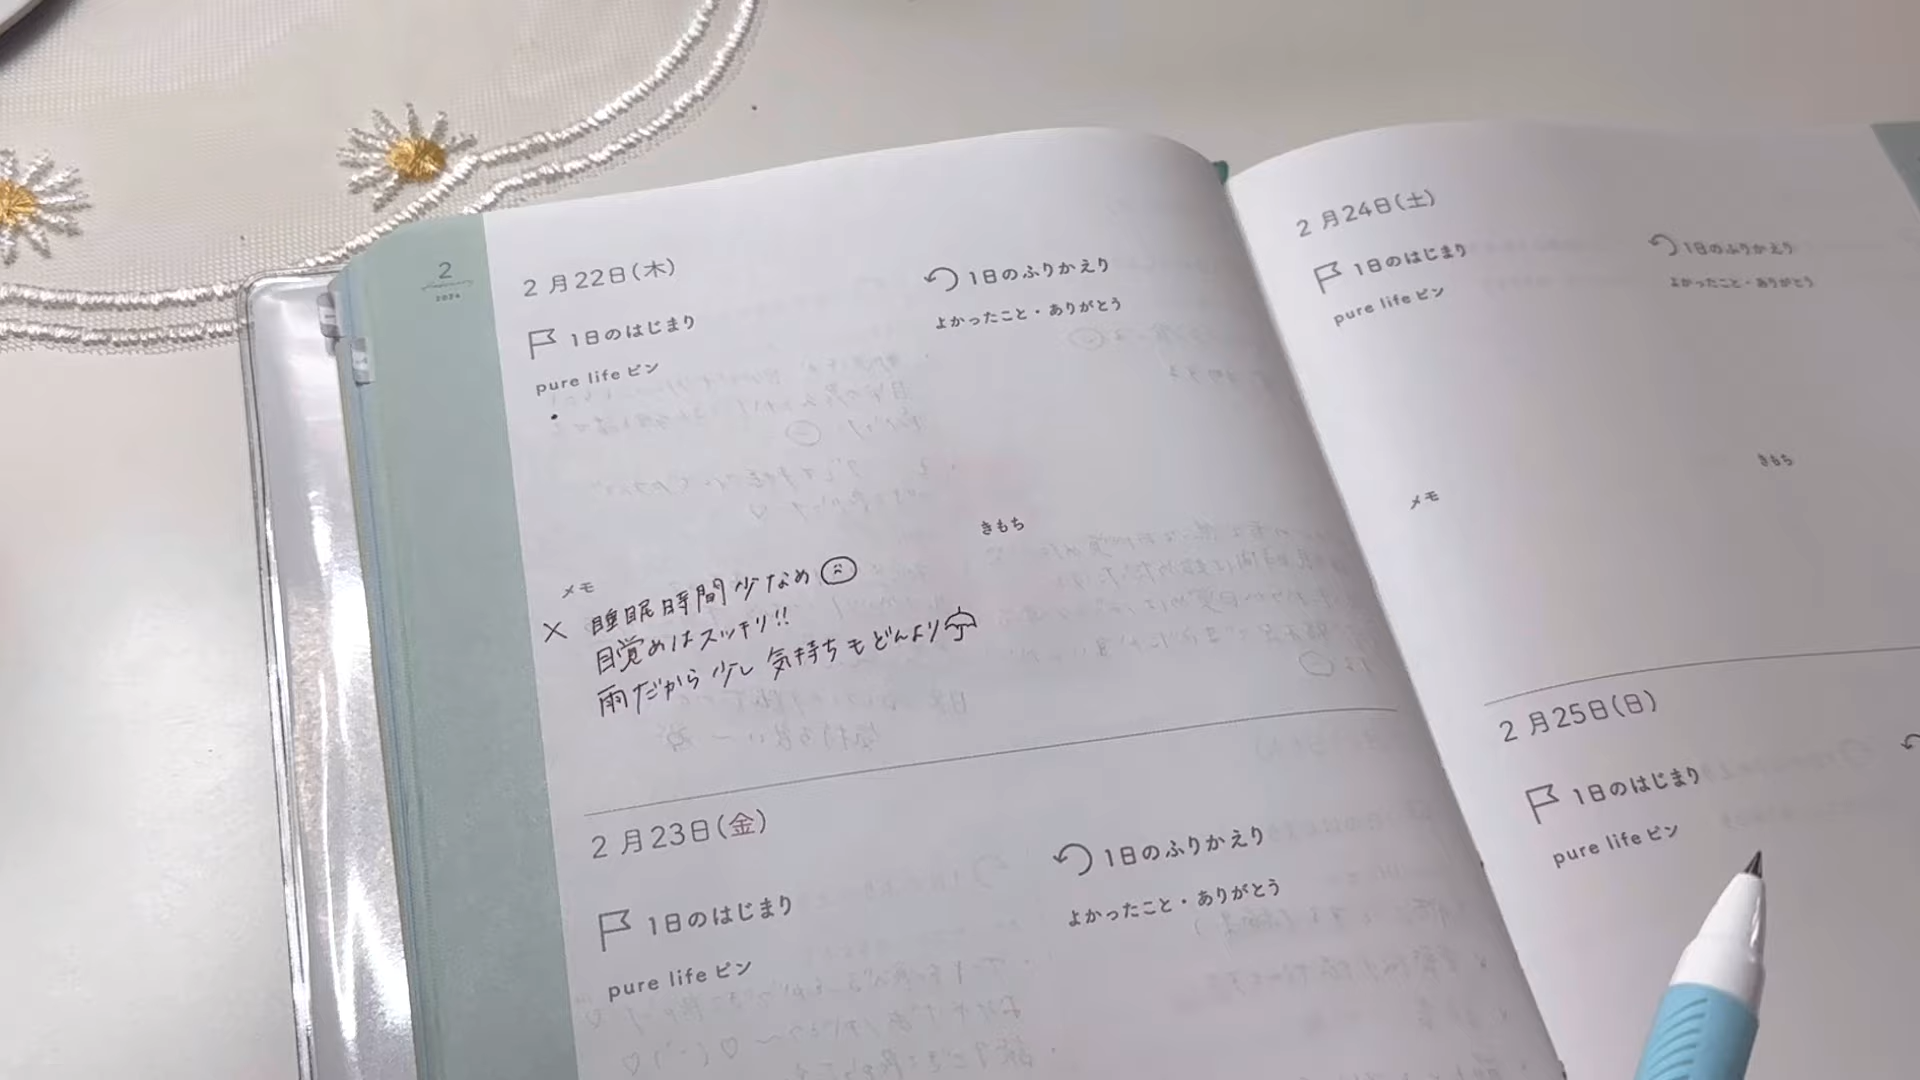 2
2024
2月22日(木)
1日のはじまり
pure life ピン
・
1日のふりかえり
よかったこと・ありがとう
きもち
メモ
× 睡眠時間少なめ
目覚めはスッキリ!!
雨だから少し気持ちもどんより
2月23日(金)
1日のはじまり
pure life ピン
1日のふりかえり
よかったこと・ありがとう
2月24日(土)
1日のはじまり
pure life ピン
1日のふりかえり
よかったこと・ありがとう
きもち
メモ
2月25日(日)
1日のはじまり
pure life ピン